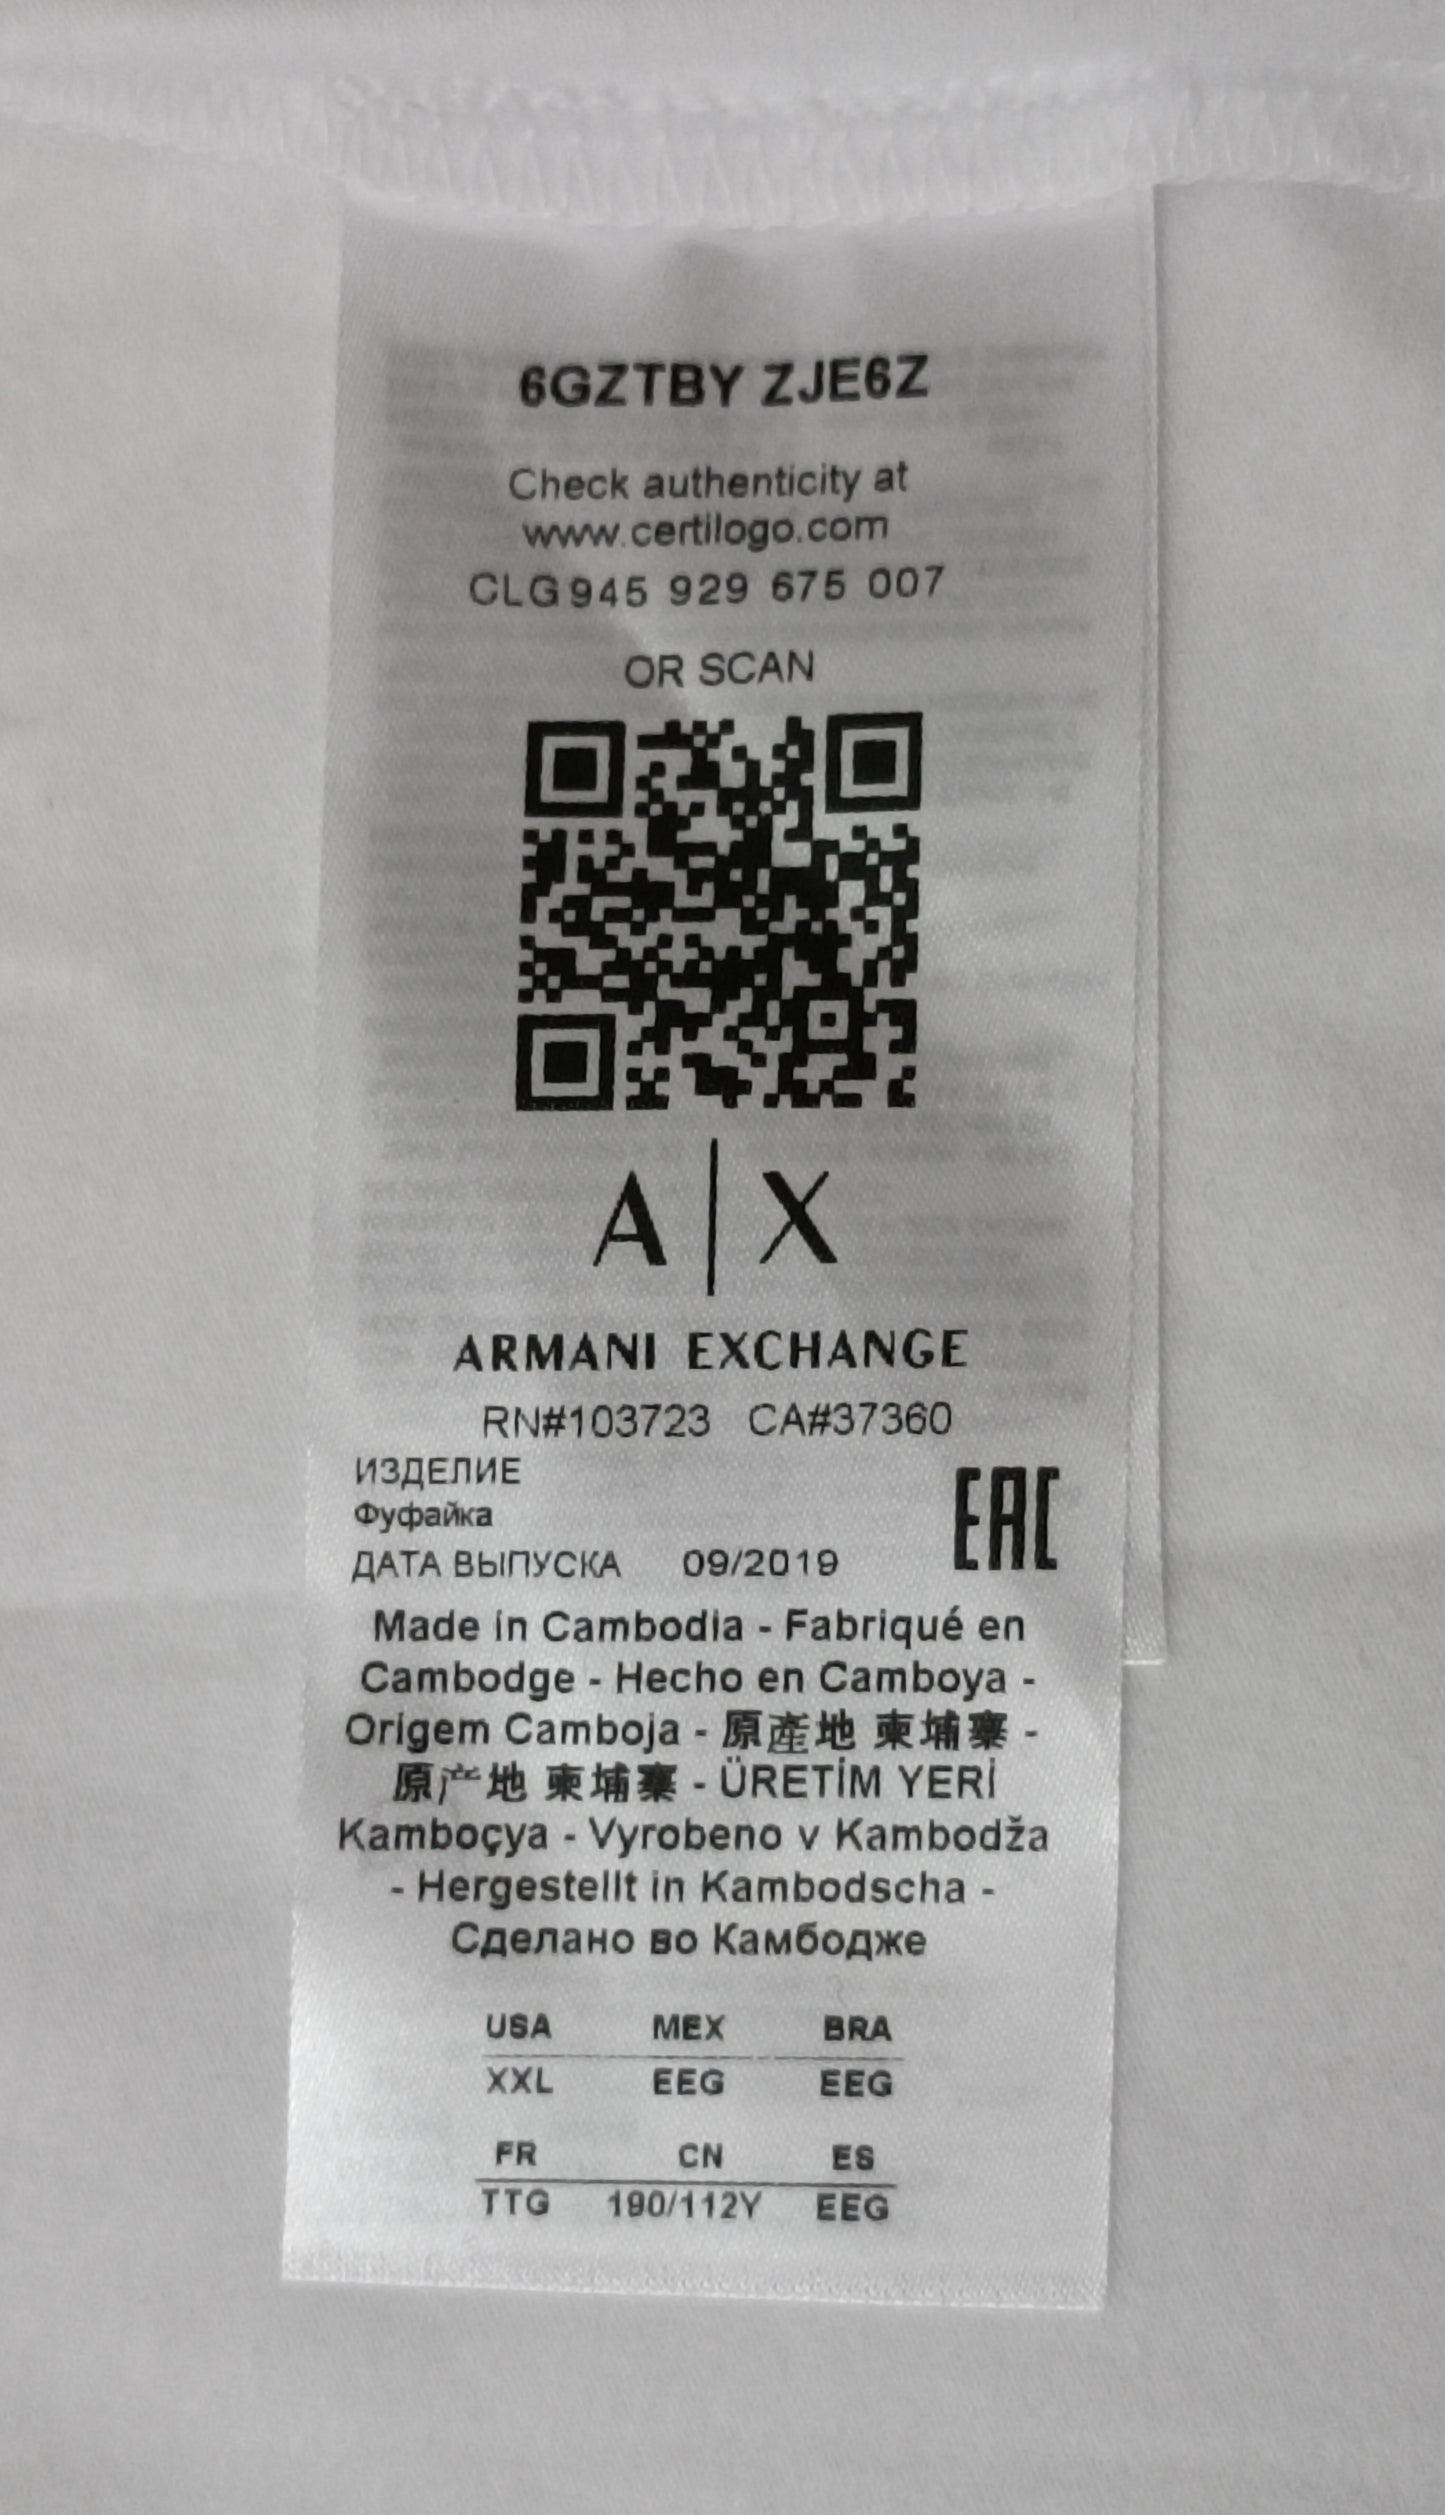 6GZTBY ZJE6Z
Check authenticity at
www.certilogo.com
CLG 945 929 675 007
OR SCAN
A|X
ARMANI EXCHANGE
RN#103723 CA#37360
ИЗДЕЛИЕ
Фуфайка
ДАТА ВЫПУСКА 09/2019
EAC
Made in Cambodia - Fabriqué en
Cambodge - Hecho en Camboya -
Origem Camboja - 原產地 柬埔寨 -
原产地 柬埔寨 - ÜRETİM YERİ
Kamboçya - Vyrobeno v Kambodža
- Hergestellt in Kambodscha -
Сделано во Камбодже
USA MEX BRA
XXL EEG EEG
FR CN ES
TTG 190/112Y EEG